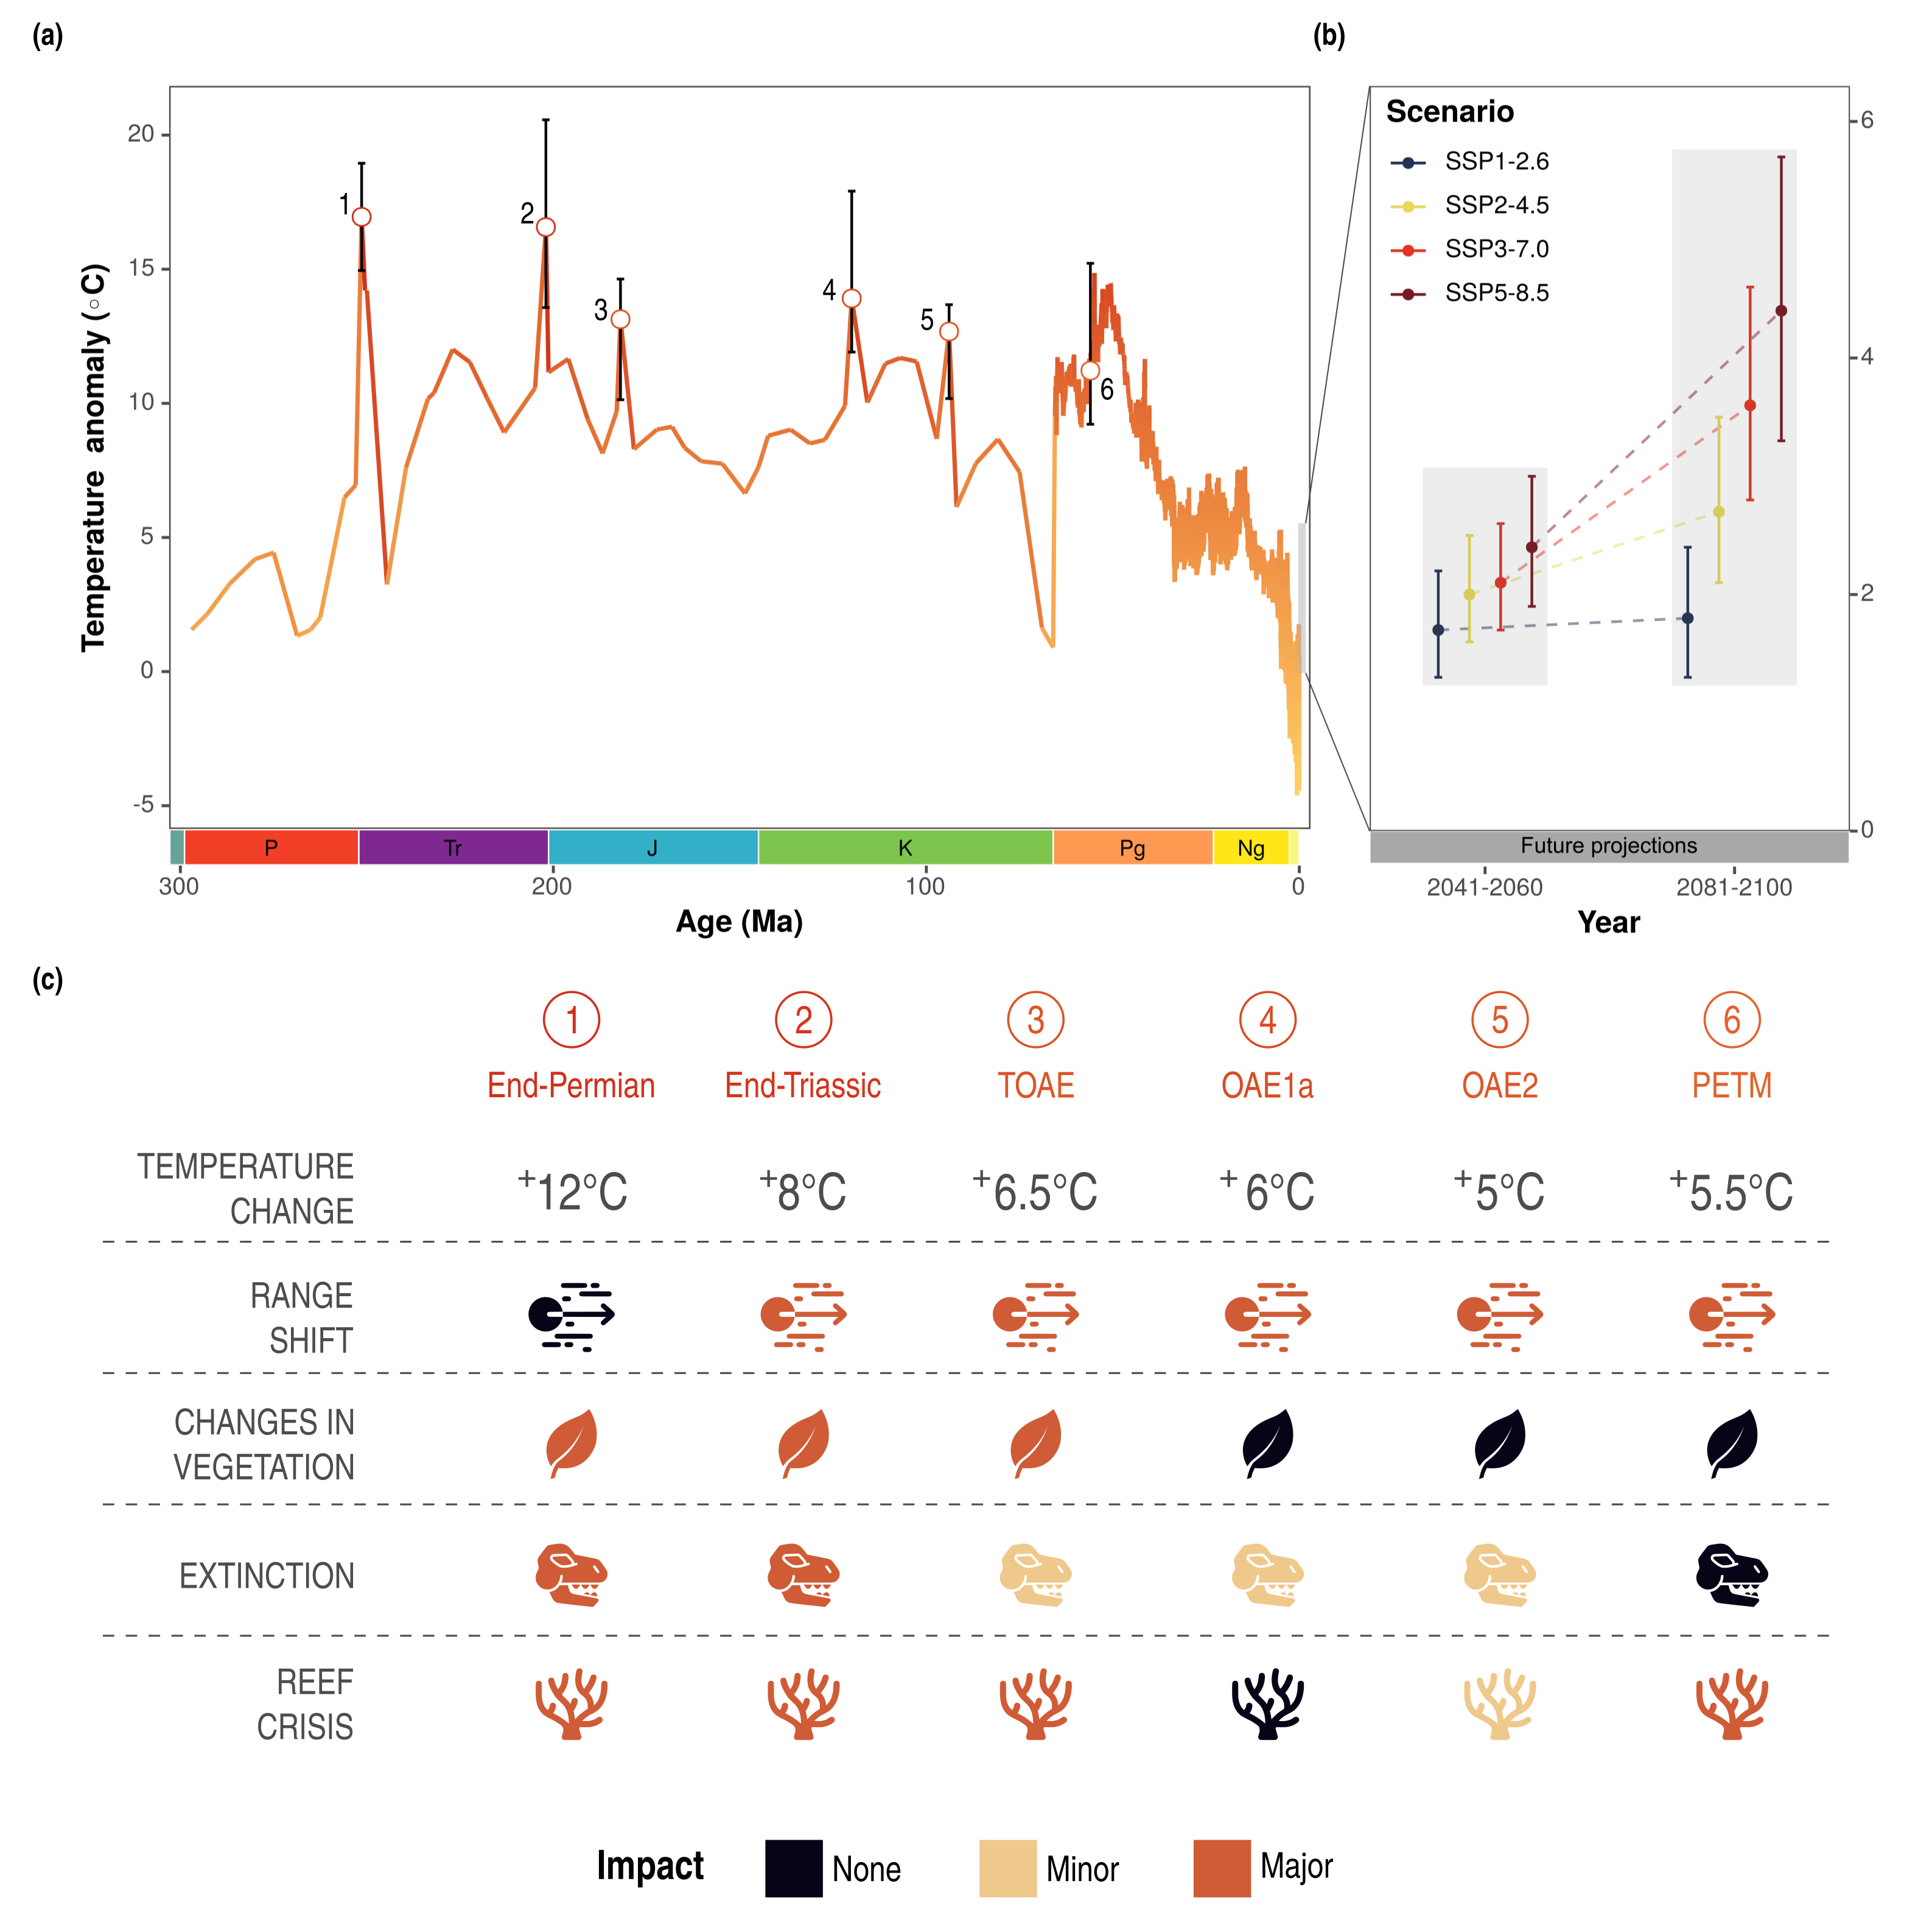 (a)
(b)
20
15
10
5
0
-5
Temperature anomaly (°C)
1
2
3
4
5
6
P
Tr
J
K
Pg
Ng
300
200
100
0
Age (Ma)
Scenario
SSP1-2.6
SSP2-4.5
SSP3-7.0
SSP5-8.5
6
4
2
0
Future projections
2041-2060
2081-2100
Year
(c)
1
2
3
4
5
6
End-Permian
End-Triassic
TOAE
OAE1a
OAE2
PETM
TEMPERATURE
CHANGE
+12°C
+8°C
+6.5°C
+6°C
+5°C
+5.5°C
RANGE
SHIFT
CHANGES IN
VEGETATION
EXTINCTION
REEF
CRISIS
Impact
None
Minor
Major